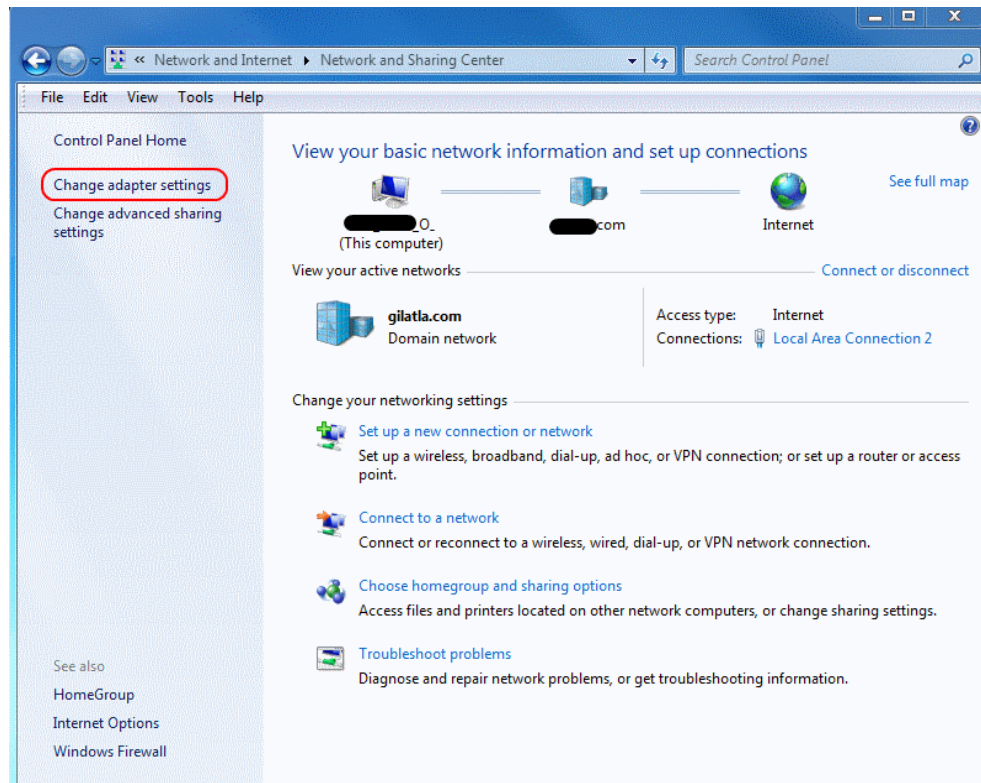 « Network and Internet ▸ Network and Sharing Center
Search Control Panel
File Edit View Tools Help
Control Panel Home
Change adapter settings
Change advanced sharing
settings
View your basic network information and set up connections
See full map
_O_
(This computer)
com
Internet
View your active networks
Connect or disconnect
gilatla.com
Domain network
Access type: Internet
Connections: Local Area Connection 2
Change your networking settings
Set up a new connection or network
Set up a wireless, broadband, dial-up, ad hoc, or VPN connection; or set up a router or access
point.
Connect to a network
Connect or reconnect to a wireless, wired, dial-up, or VPN network connection.
Choose homegroup and sharing options
Access files and printers located on other network computers, or change sharing settings.
Troubleshoot problems
Diagnose and repair network problems, or get troubleshooting information.
See also
HomeGroup
Internet Options
Windows Firewall